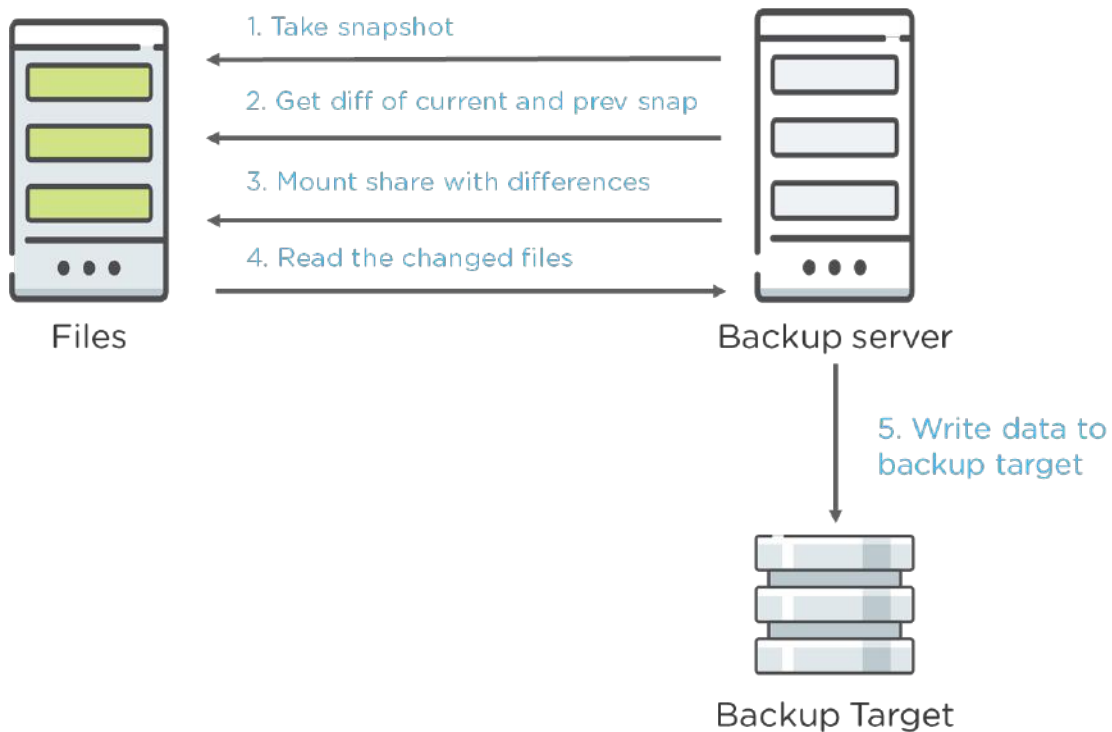 1. Take snapshot
2. Get diff of current and prev snap
3. Mount share with differences
4. Read the changed files
Files
Backup server
5. Write data to
backup target
Backup Target